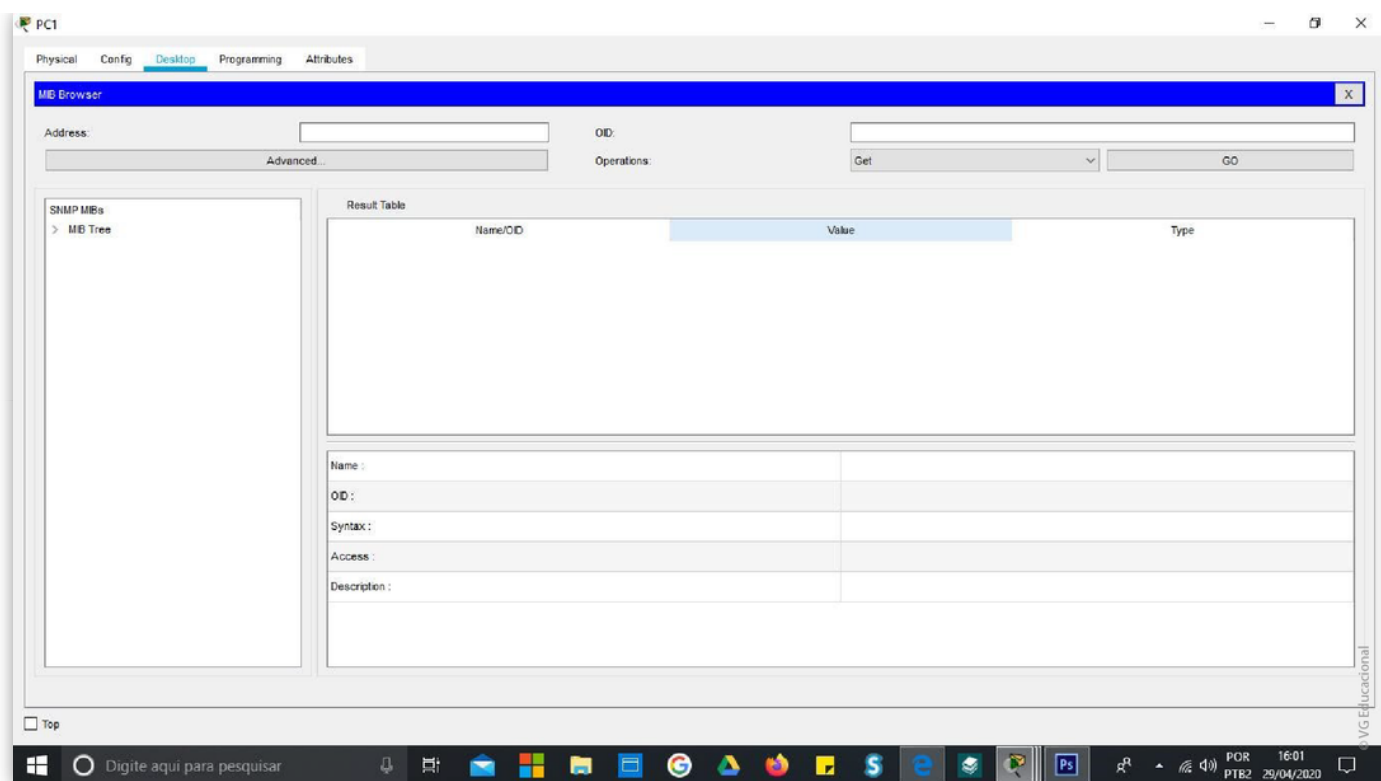 PC1
Physical Config Desktop Programming Attributes
MIB Browser X
Address: OID:
Advanced... Operations: Get GO
SNMP MIBs
MIB Tree
Result Table
Name/OID Value Type
Name :
OID :
Syntax :
Access :
Description :
Top
© VG Educacional
Digite aqui para pesquisar
Ps
POR
PTB2
16:01
29/04/2020